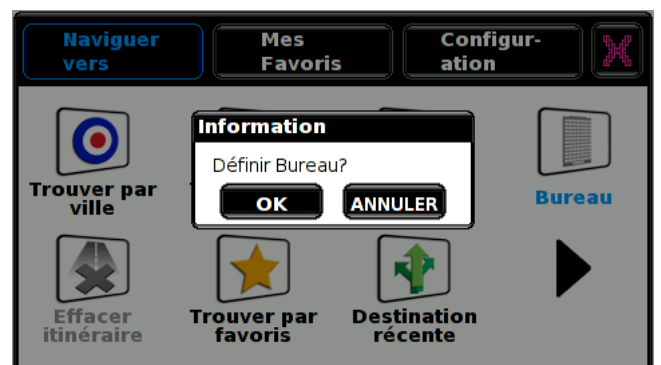 Naviguer
vers
Mes
Favoris
Configur-
ation
Information
Définir Bureau?
OK
ANNULER
Trouver par
ville
Bureau
Effacer
itinéraire
Trouver par
favoris
Destination
récente